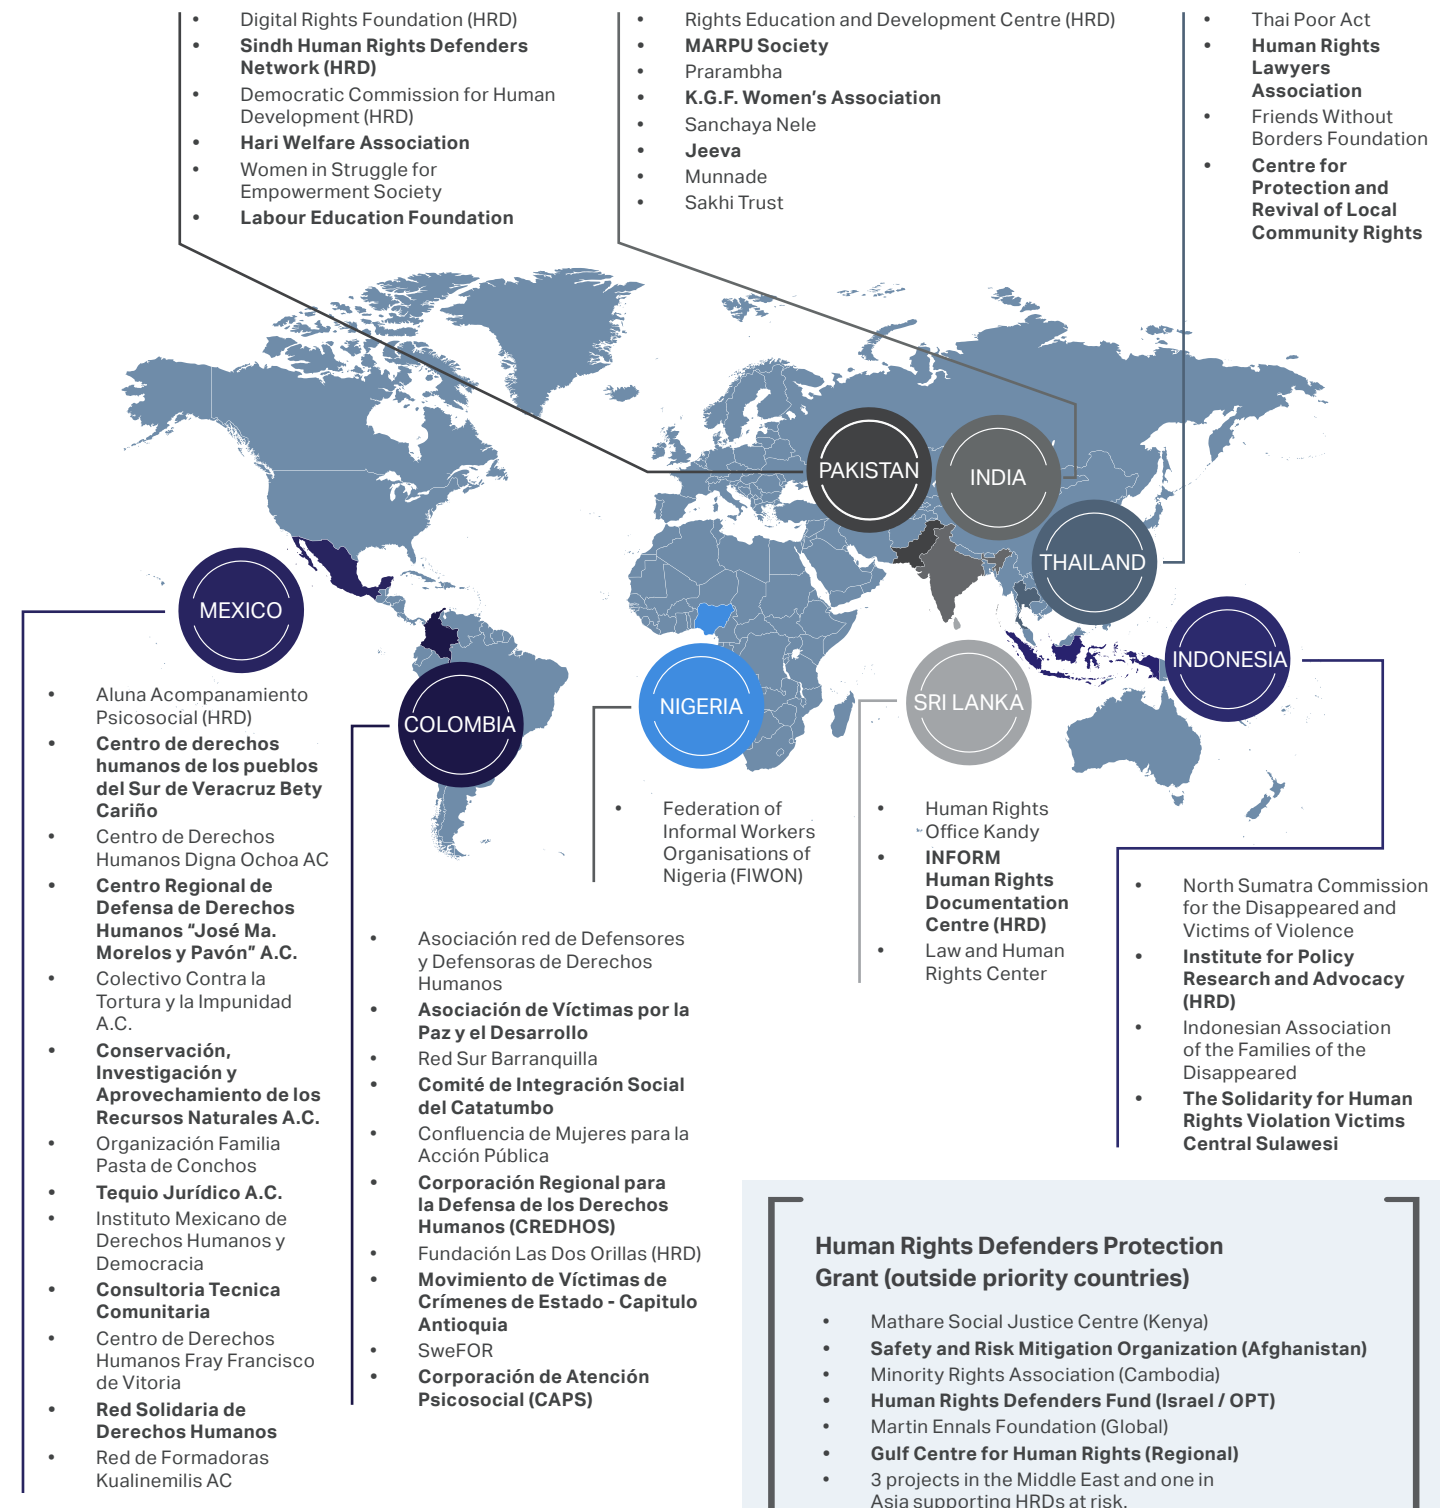 • Digital Rights Foundation (HRD)
• Sindh Human Rights Defenders
Network (HRD)
• Democratic Commission for Human
Development (HRD)
• Hari Welfare Association
• Women in Struggle for
Empowerment Society
• Labour Education Foundation
• Rights Education and Development Centre (HRD)
• MARPU Society
• Prarambha
• K.G.F. Women’s Association
• Sanchaya Nele
• Jeeva
• Munnade
• Sakhi Trust
• Thai Poor Act
• Human Rights
Lawyers
Association
• Friends Without
Borders Foundation
• Centre for
Protection and
Revival of Local
Community Rights
PAKISTAN
INDIA
THAILAND
MEXICO
COLOMBIA
NIGERIA
SRI LANKA
INDONESIA
• Aluna Acompanamiento
Psicosocial (HRD)
• Centro de derechos
humanos de los pueblos
del Sur de Veracruz Bety
Cariño
• Centro de Derechos
Humanos Digna Ochoa AC
• Centro Regional de
Defensa de Derechos
Humanos “José Ma.
Morelos y Pavón” A.C.
• Colectivo Contra la
Tortura y la Impunidad
A.C.
• Conservación,
Investigación y
Aprovechamiento de los
Recursos Naturales A.C.
• Organización Familia
Pasta de Conchos
• Tequio Jurídico A.C.
• Instituto Mexicano de
Derechos Humanos y
Democracia
• Consultoria Tecnica
Comunitaria
• Centro de Derechos
Humanos Fray Francisco
de Vitoria
• Red Solidaria de
Derechos Humanos
• Red de Formadoras
Kualinemilis AC
• Asociación red de Defensores
y Defensoras de Derechos
Humanos
• Asociación de Víctimas por la
Paz y el Desarrollo
• Red Sur Barranquilla
• Comité de Integración Social
del Catatumbo
• Confluencia de Mujeres para la
Acción Pública
• Corporación Regional para
la Defensa de los Derechos
Humanos (CREDHOS)
• Fundación Las Dos Orillas (HRD)
• Movimiento de Víctimas de
Crímenes de Estado - Capitulo
Antioquia
• SweFOR
• Corporación de Atención
Psicosocial (CAPS)
• Federation of
Informal Workers
Organisations of
Nigeria (FIWON)
• Human Rights
Office Kandy
• INFORM
Human Rights
Documentation
Centre (HRD)
• Law and Human
Rights Center
• North Sumatra Commission
for the Disappeared and
Victims of Violence
• Institute for Policy
Research and Advocacy
(HRD)
• Indonesian Association
of the Families of the
Disappeared
• The Solidarity for Human
Rights Violation Victims
Central Sulawesi
Human Rights Defenders Protection
Grant (outside priority countries)
• Mathare Social Justice Centre (Kenya)
• Safety and Risk Mitigation Organization (Afghanistan)
• Minority Rights Association (Cambodia)
• Human Rights Defenders Fund (Israel / OPT)
• Martin Ennals Foundation (Global)
• Gulf Centre for Human Rights (Regional)
• 3 projects in the Middle East and one in
Asia supporting HRDs at risk.